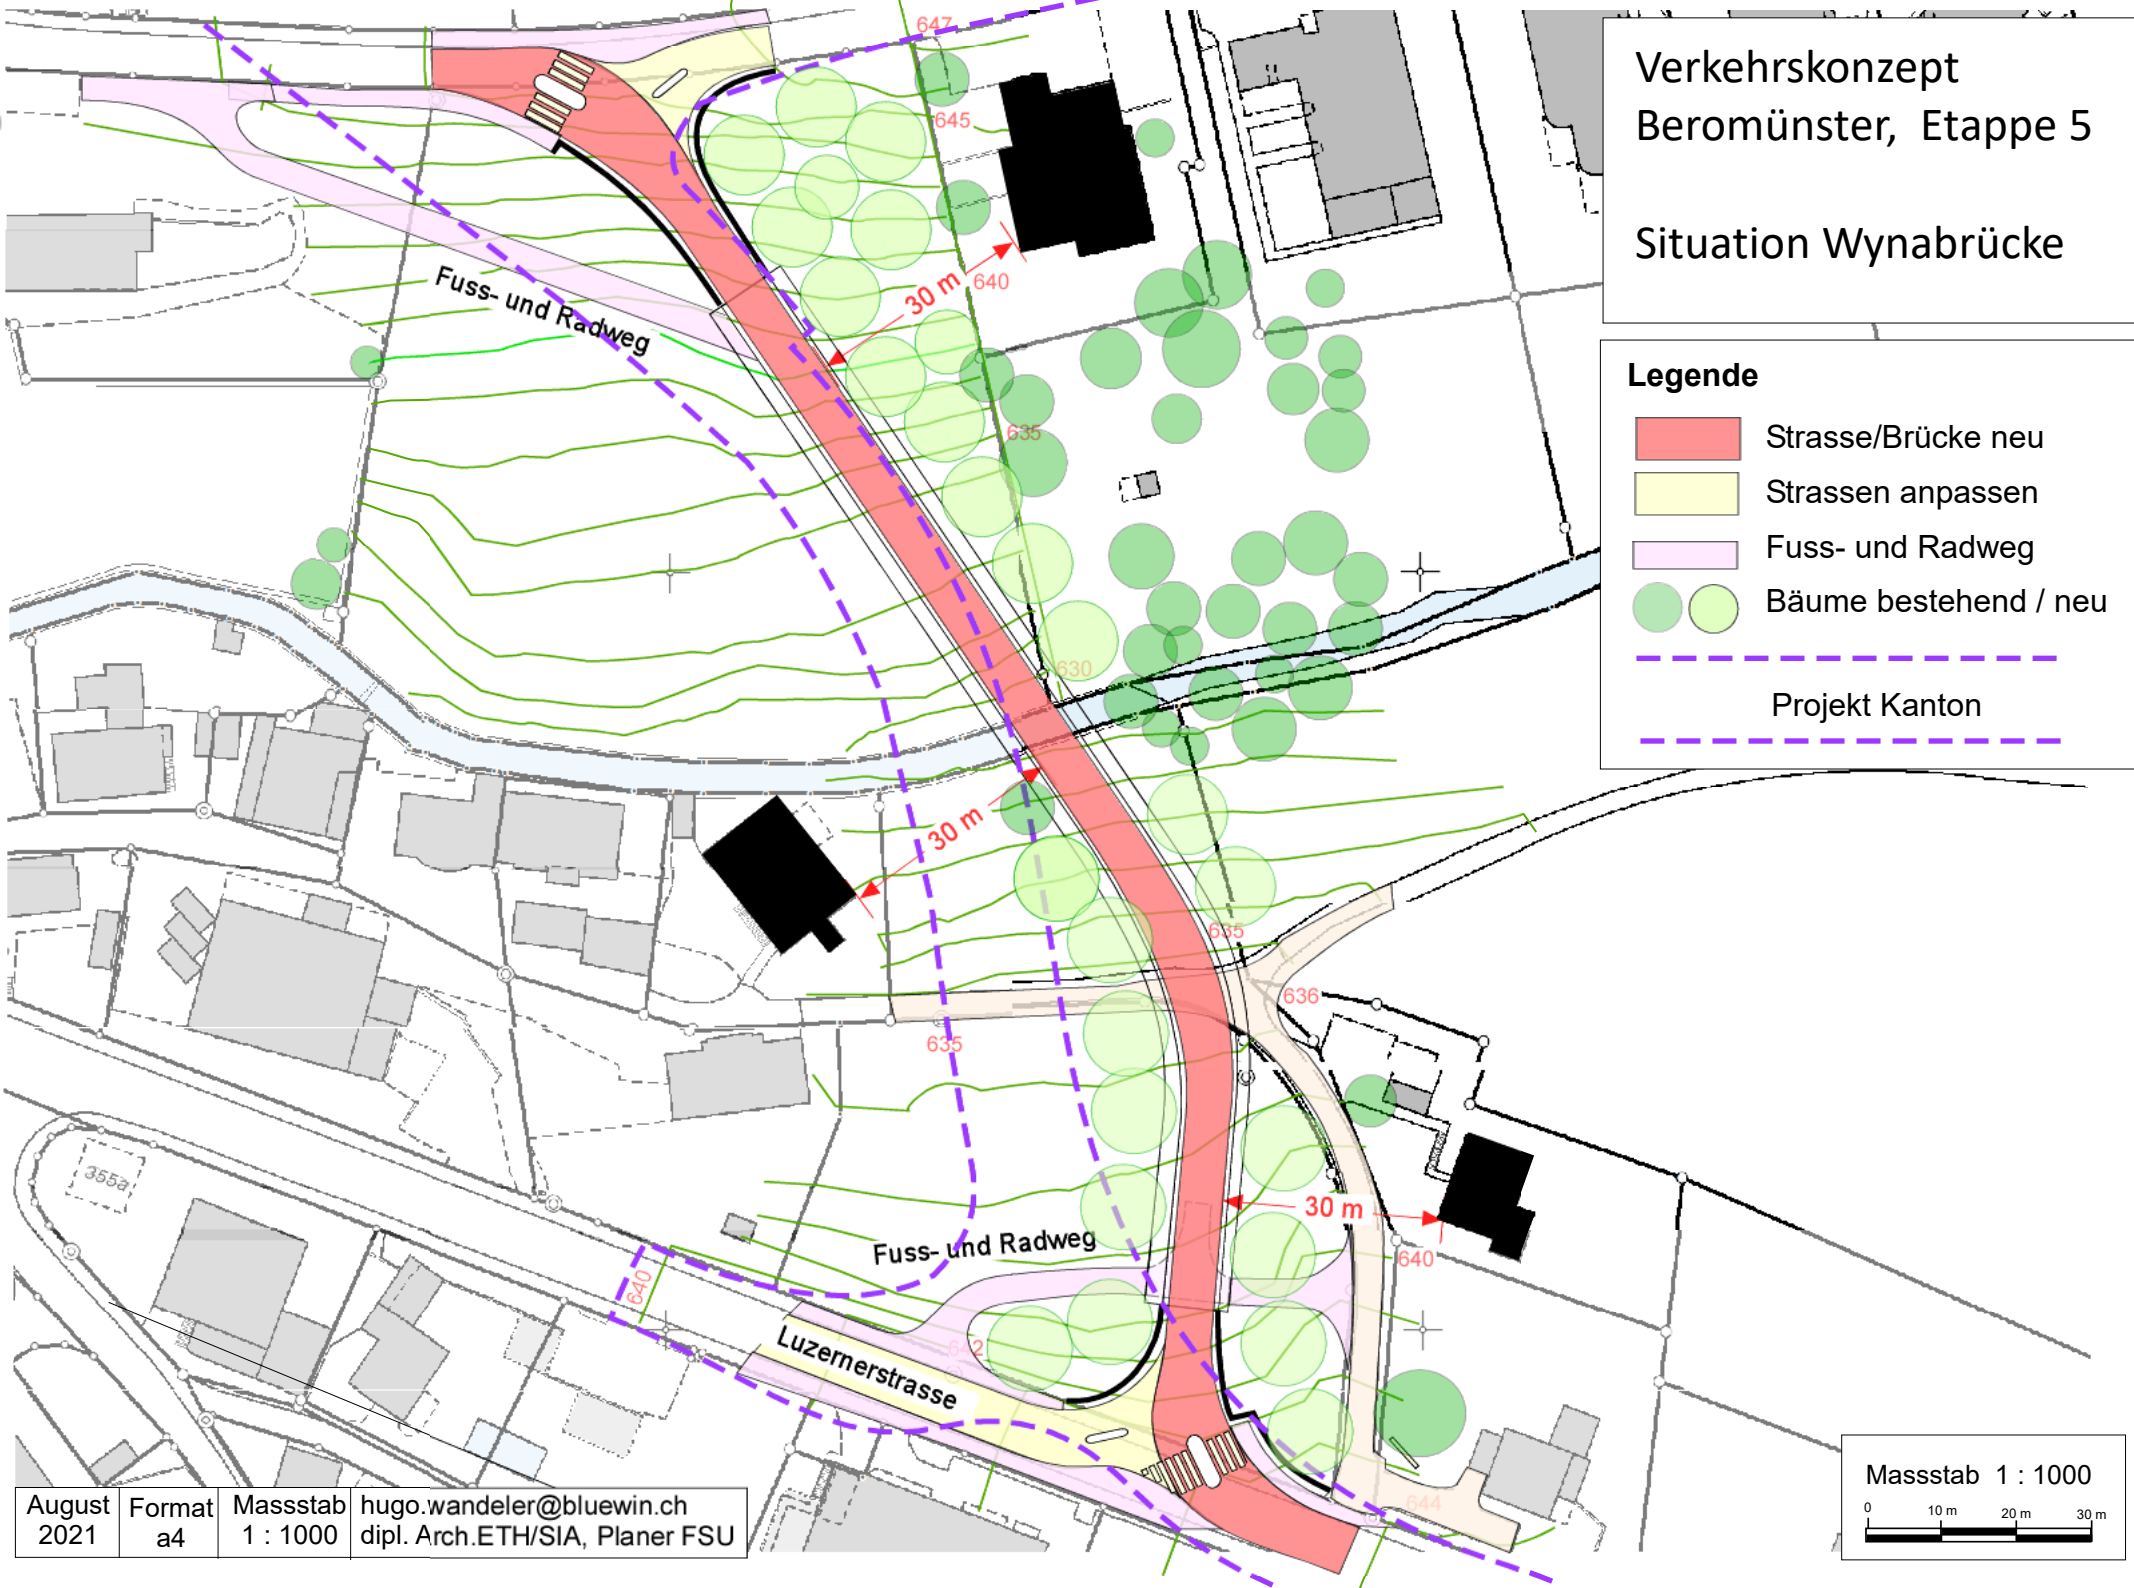 Verkehrskonzept
Beromünster, Etappe 5
Situation Wynabrücke
Legende
Strasse/Brücke neu
Strassen anpassen
Fuss- und Radweg
Bäume bestehend / neu
Projekt Kanton
647
645
640
30 m
Fuss- und Radweg
635
630
30 m
635
636
635
30 m
640
355a
Fuss- und Radweg
640
642
Luzernerstrasse
644
Massstab 1 : 1000
0 10 m 20 m 30 m
August
2021
Format
a4
Massstab
1 : 1000
hugo.wandeler@bluewin.ch
dipl. Arch.ETH/SIA, Planer FSU